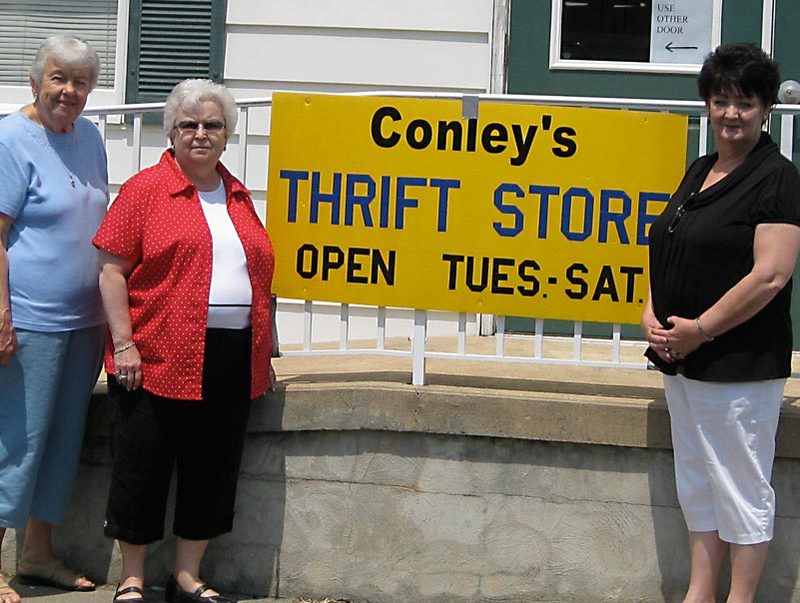 USE
OTHER
DOOR
Conley's
THRIFT STORE
OPEN TUES.-SAT.